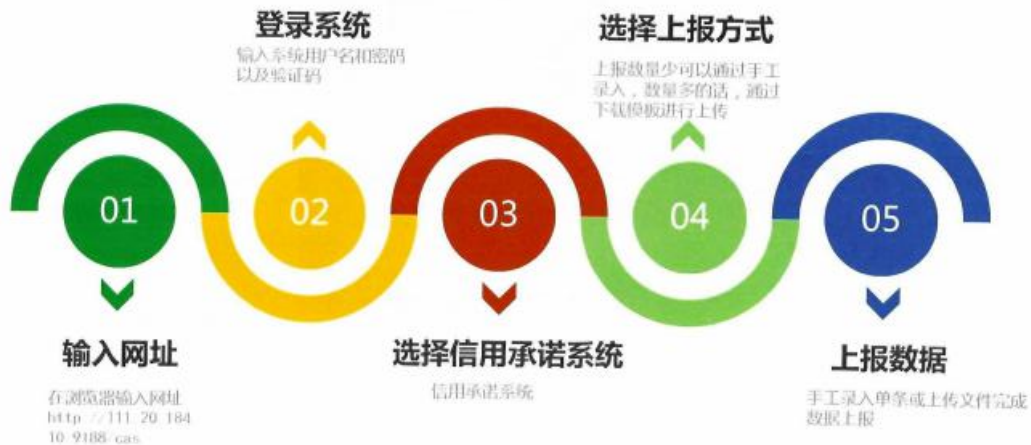 登录系统
输入系统用户名和密码
以及验证码
选择上报方式
上报数量少可以通过手工
录入，数量多的话，通过
下载模板进行上传
01
02
03
04
05
输入网址
在浏览器输入网址
http //111 20 184
10 9188 cas
选择信用承诺系统
信用承诺系统
上报数据
手工录入单条或上传文件完成
数据上报